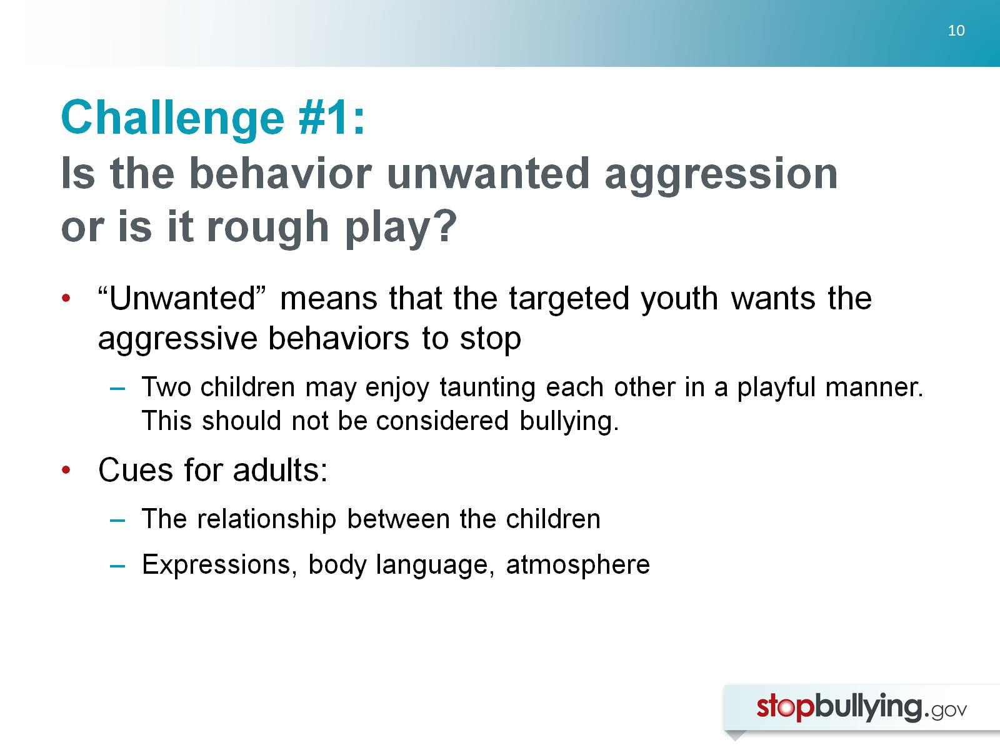 10
Challenge #1:
Is the behavior unwanted aggression
or is it rough play?
• “Unwanted” means that the targeted youth wants the
aggressive behaviors to stop
– Two children may enjoy taunting each other in a playful manner.
This should not be considered bullying.
• Cues for adults:
– The relationship between the children
– Expressions, body language, atmosphere
stopbullying.gov